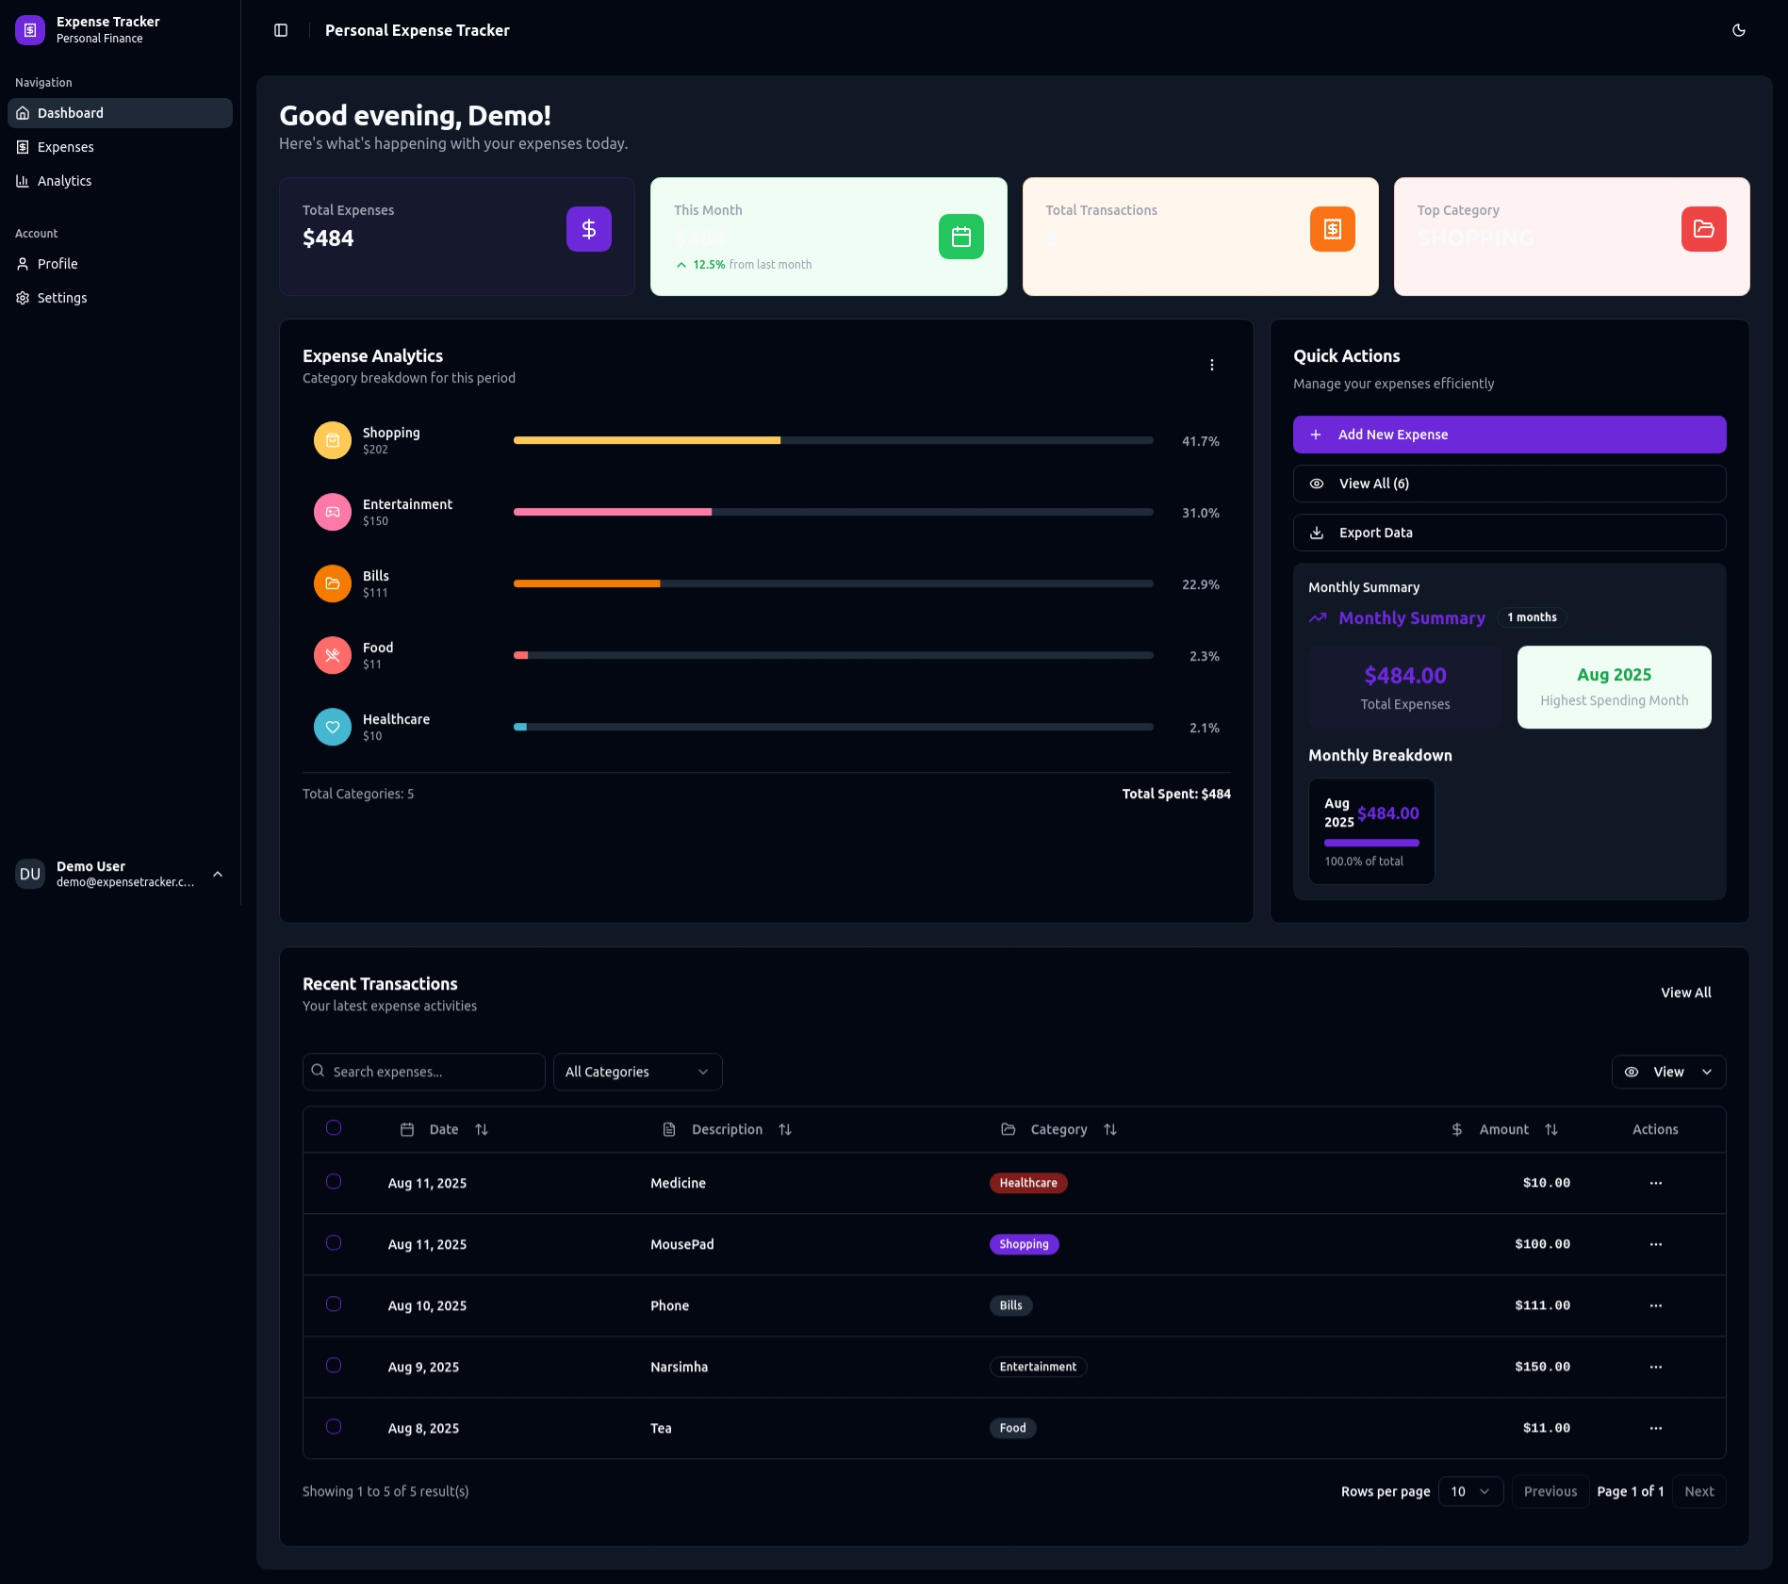 Expense Tracker
Personal Finance
Navigation
Dashboard
Expenses
Analytics
Account
Profile
Settings
DU
Demo User
demo@expensetracker.c...
Personal Expense Tracker
Good evening, Demo!
Here's what's happening with your expenses today.
Total Expenses
$484
This Month
$484
12.5% from last month
Total Transactions
Top Category
SHOPPING
Expense Analytics
Category breakdown for this period
Shopping
$202
41.7%
Entertainment
$150
31.0%
Bills
$111
22.9%
Food
$11
2.3%
Healthcare
$10
2.1%
Total Categories: 5
Total Spent: $484
Quick Actions
Manage your expenses efficiently
Add New Expense
View All (6)
Export Data
Monthly Summary
Monthly Summary
1 months
$484.00
Total Expenses
Aug 2025
Highest Spending Month
Monthly Breakdown
Aug
2025
$484.00
100.0% of total
Recent Transactions
Your latest expense activities
View All
Search expenses...
All Categories
View
Date Description Category $ Amount Actions
Aug 11, 2025 Medicine Healthcare $10.00 ...
Aug 11, 2025 MousePad Shopping $100.00 ...
Aug 10, 2025 Phone Bills $111.00 ...
Aug 9, 2025 Narsimha Entertainment $150.00 ...
Aug 8, 2025 Tea Food $11.00 ...
Showing 1 to 5 of 5 result(s)
Rows per page 10 Previous Page 1 of 1 Next